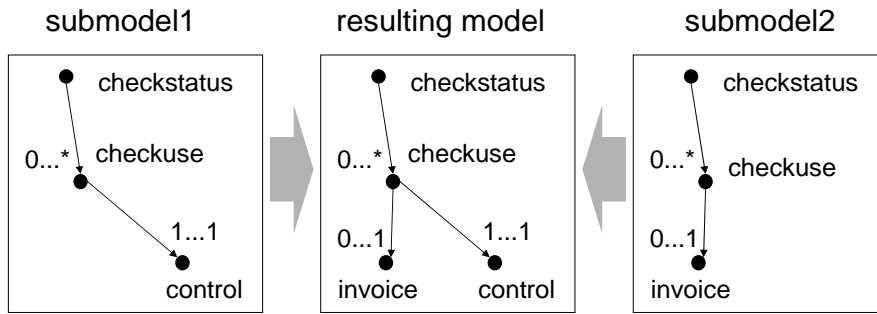 submodel1
resulting model
submodel2
checkstatus
0...*
checkuse
1...1
control
checkstatus
0...*
checkuse
0...1
1...1
invoice
control
checkstatus
0...*
checkuse
0...1
invoice